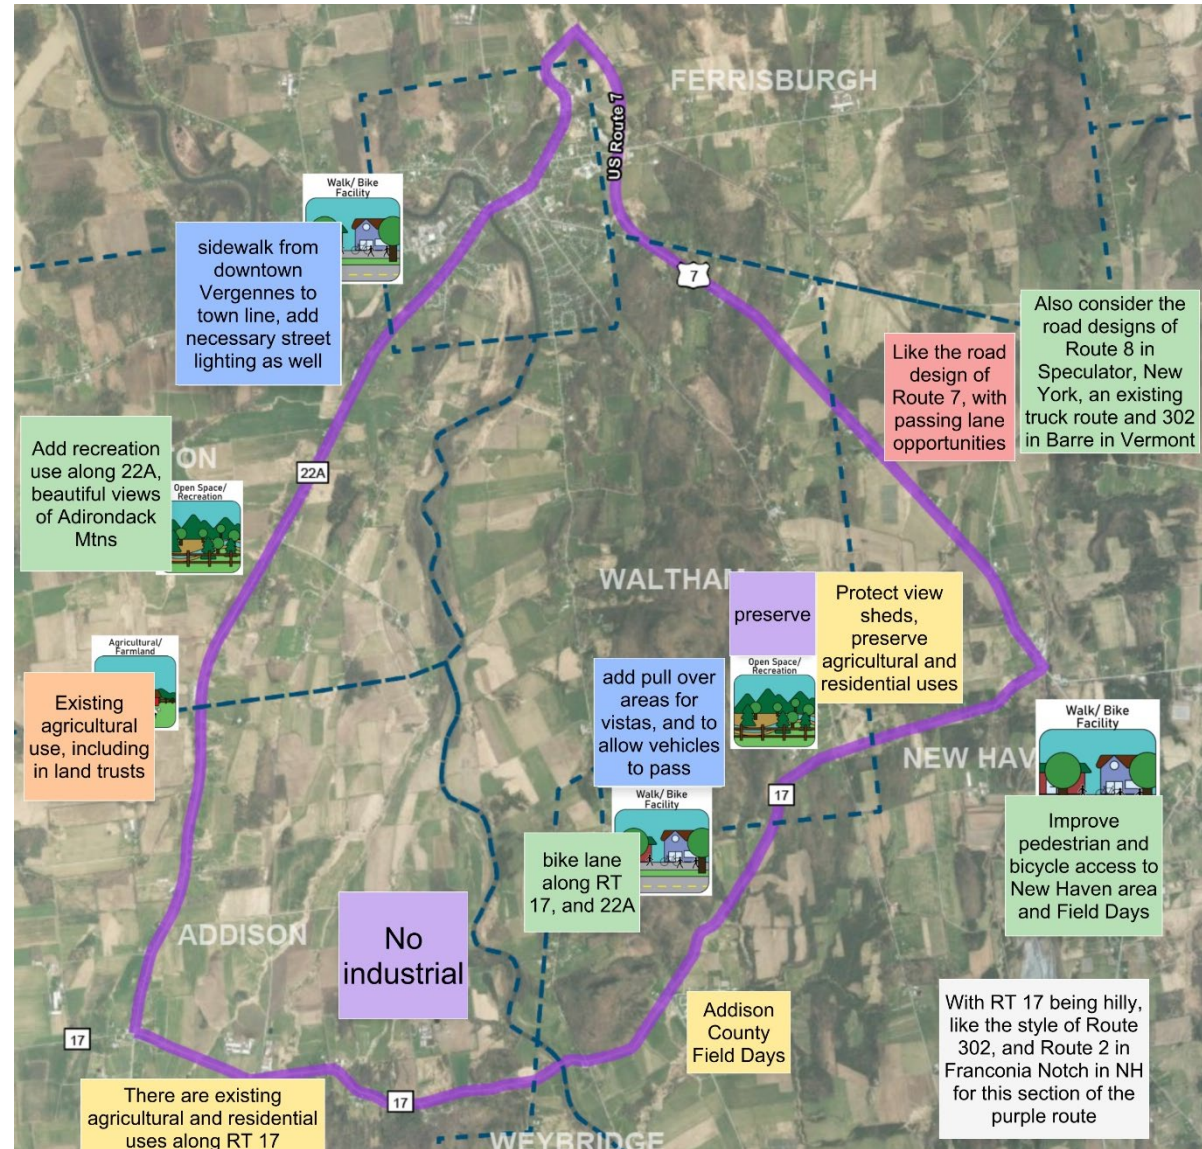 FERRISBURGH
US Route 7
Walk/ Bike
Facility
sidewalk from
downtown
Vergennes to
town line, add
necessary street
lighting as well
7
Also consider the
road designs of
Route 8 in
Speculator, New
York, an existing
truck route and 302
in Barre in Vermont
Like the road
design of
Route 7, with
passing lane
opportunities
Add recreation
use along 22A,
beautiful views
of Adirondack
Mtns
TON
22A
Open Space/
Recreation
WALTHAM
preserve
Protect view
sheds,
preserve
agricultural and
residential uses
Open Space/
Recreation
Agricultural/
Farmland
Existing
agricultural
use, including
in land trusts
add pull over
areas for
vistas, and to
allow vehicles
to pass
Walk/ Bike
Facility
NEW HAV
Walk/ Bike
Facility
17
Improve
pedestrian and
bicycle access to
New Haven area
and Field Days
bike lane
along RT
17, and 22A
ADDISON
No
industrial
Addison
County
Field Days
With RT 17 being hilly,
like the style of Route
302, and Route 2 in
Franconia Notch in NH
for this section of the
purple route
17
There are existing
agricultural and residential
uses along RT 17
17
WEYBRIDGE